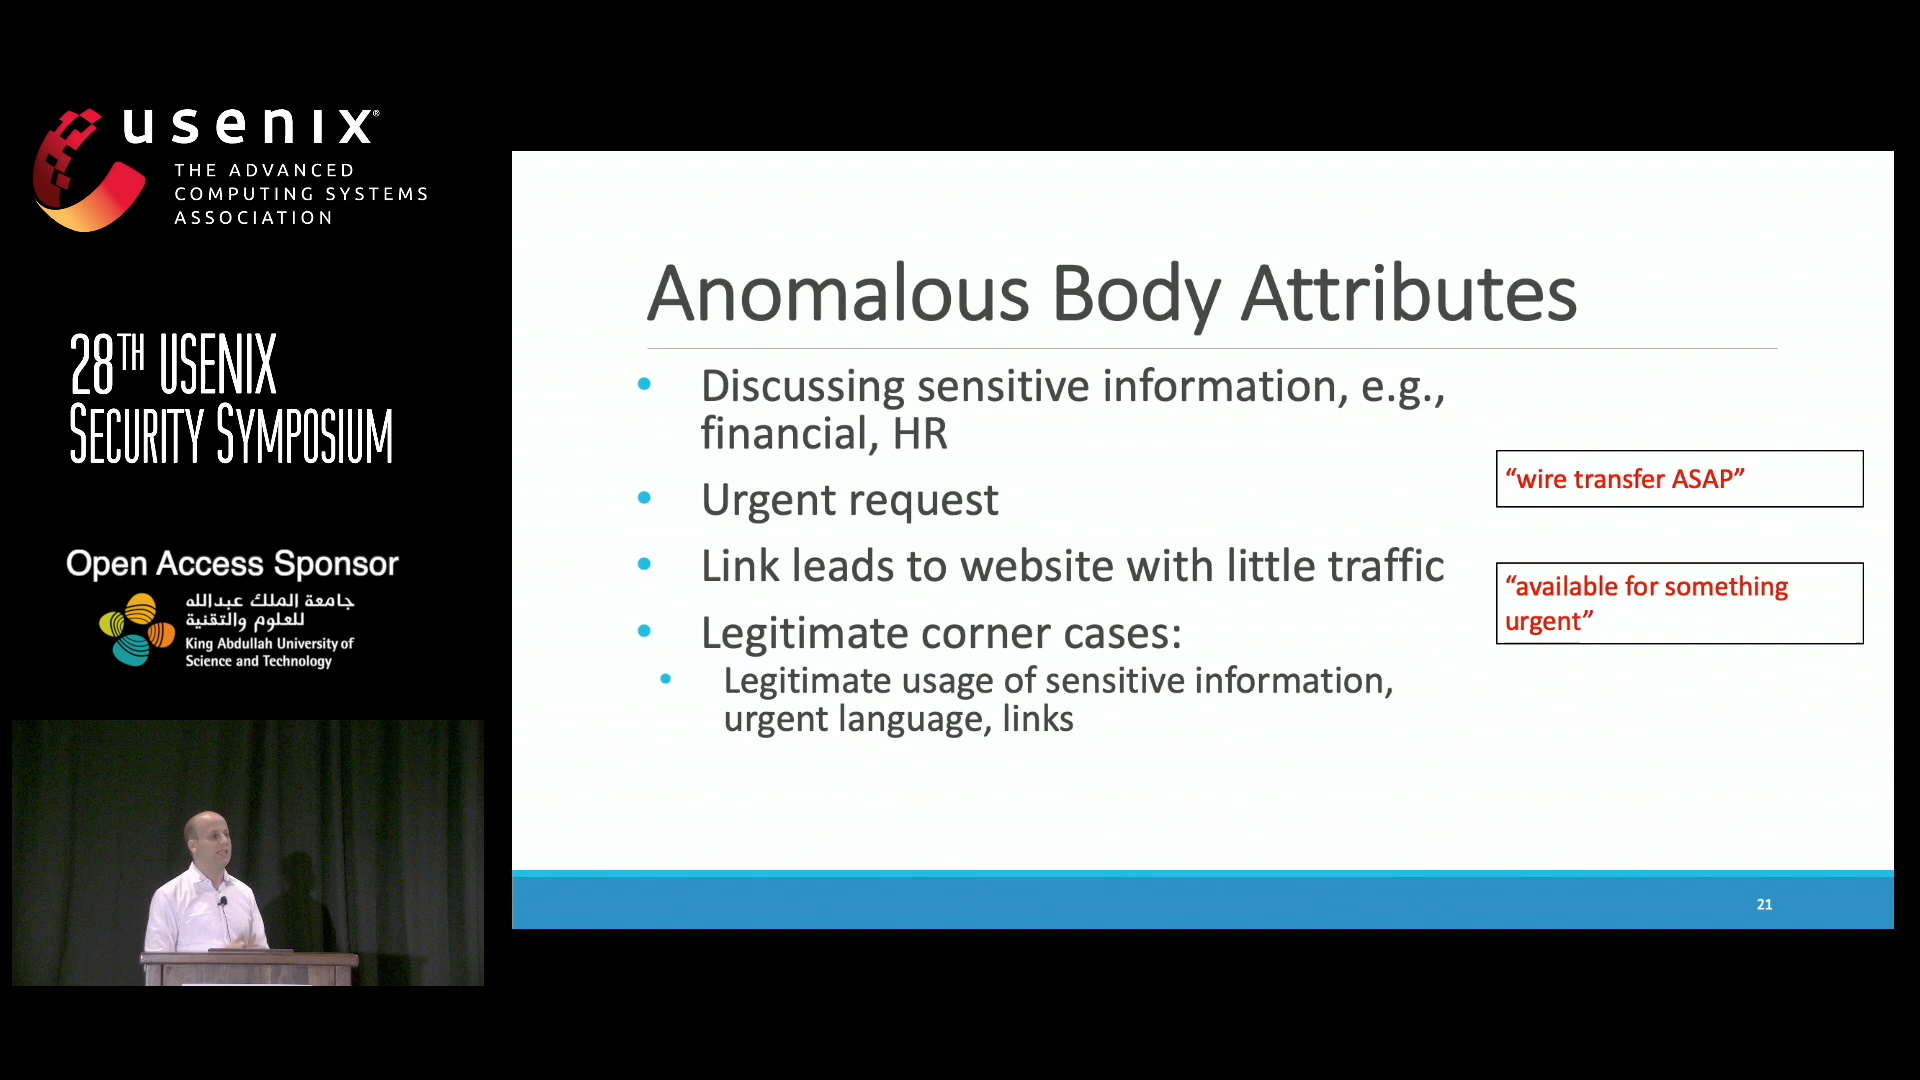 usenix®
THE ADVANCED
COMPUTING SYSTEMS
ASSOCIATION
28TH USENIX
SECURITY SYMPOSIUM
Open Access Sponsor
جامعة الملك عبدالله
للعلوم والتقنية
King Abdullah University of
Science and Technology
Anomalous Body Attributes
• Discussing sensitive information, e.g.,
financial, HR
• Urgent request
• Link leads to website with little traffic
• Legitimate corner cases:
• Legitimate usage of sensitive information,
urgent language, links
“wire transfer ASAP”
“available for something
urgent”
21